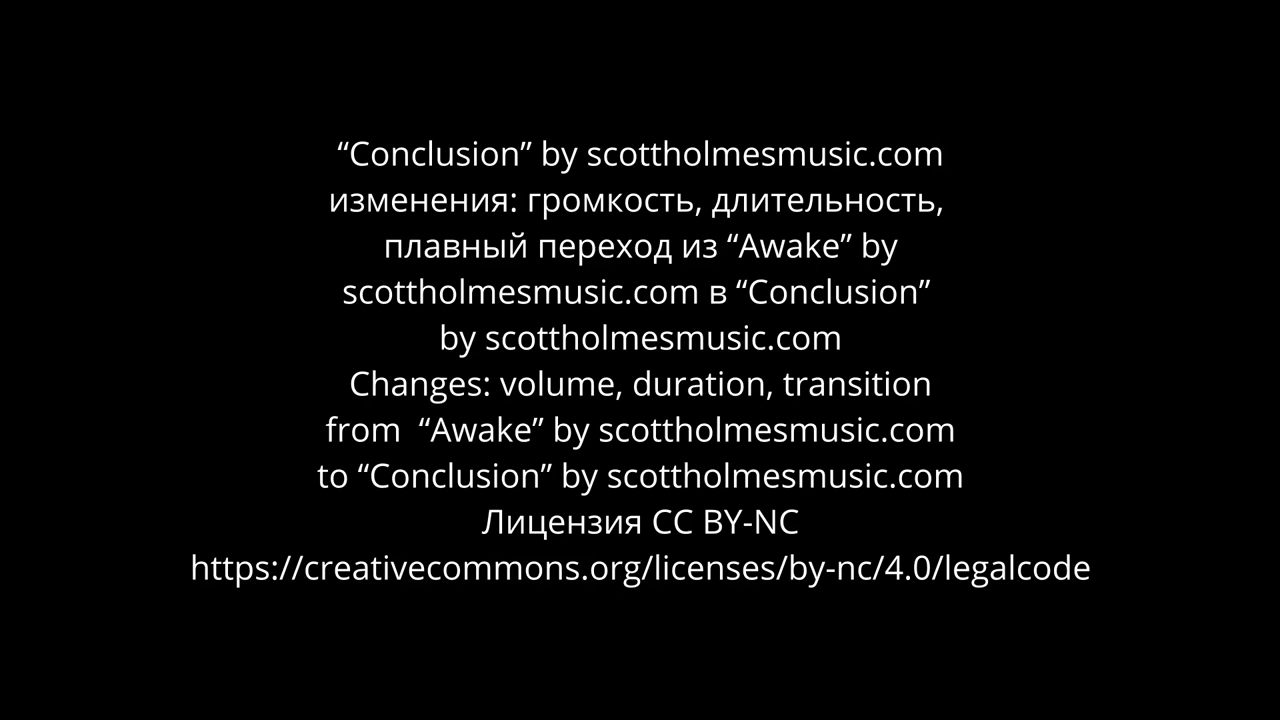 “Conclusion” by scottholmesmusic.com
изменения: громкость, длительность,
плавный переход из “Awake” by
scottholmesmusic.com в “Conclusion”
by scottholmesmusic.com
Changes: volume, duration, transition
from  “Awake” by scottholmesmusic.com
to “Conclusion” by scottholmesmusic.com
Лицензия CC BY-NC
https://creativecommons.org/licenses/by-nc/4.0/legalcode